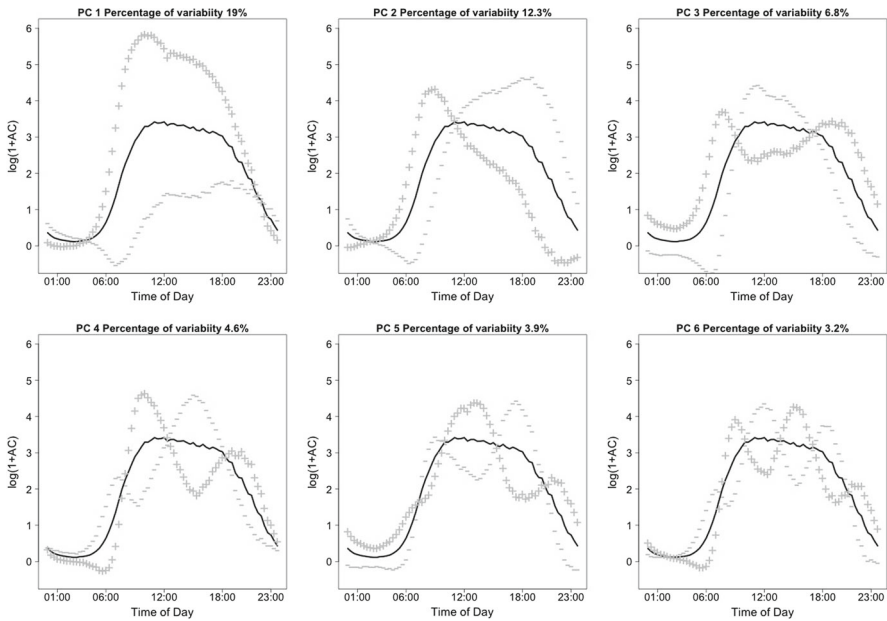 PC 1 Percentage of variabiity 19%
6
5
4
3
2
1
0
log(1+AC)
01:00 06:00 12:00 18:00 23:00
Time of Day
PC 2 Percentage of variabiity 12.3%
6
5
4
3
2
1
0
log(1+AC)
01:00 06:00 12:00 18:00 23:00
Time of Day
PC 3 Percentage of variabiity 6.8%
6
5
4
3
2
1
0
log(1+AC)
01:00 06:00 12:00 18:00 23:00
Time of Day
PC 4 Percentage of variabiity 4.6%
6
5
4
3
2
1
0
log(1+AC)
01:00 06:00 12:00 18:00 23:00
Time of Day
PC 5 Percentage of variabiity 3.9%
6
5
4
3
2
1
0
log(1+AC)
01:00 06:00 12:00 18:00 23:00
Time of Day
PC 6 Percentage of variabiity 3.2%
6
5
4
3
2
1
0
log(1+AC)
01:00 06:00 12:00 18:00 23:00
Time of Day